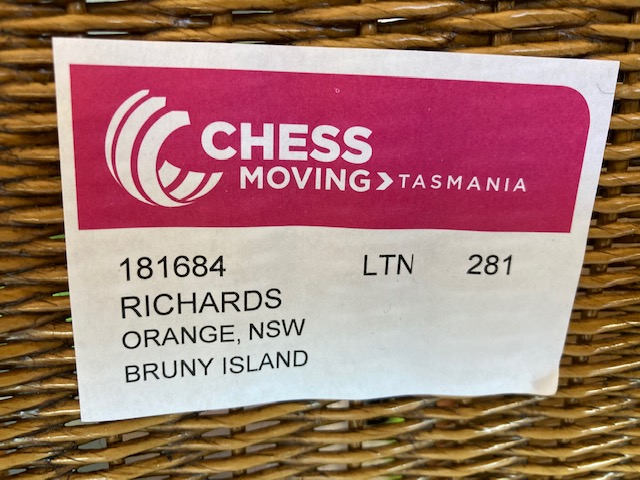 CHESS
MOVING > TASMANIA
181684 LTN 281
RICHARDS
ORANGE, NSW
BRUNY ISLAND